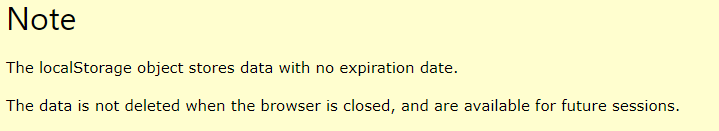 Note
The localStorage object stores data with no expiration date.
The data is not deleted when the browser is closed, and are available for future sessions.